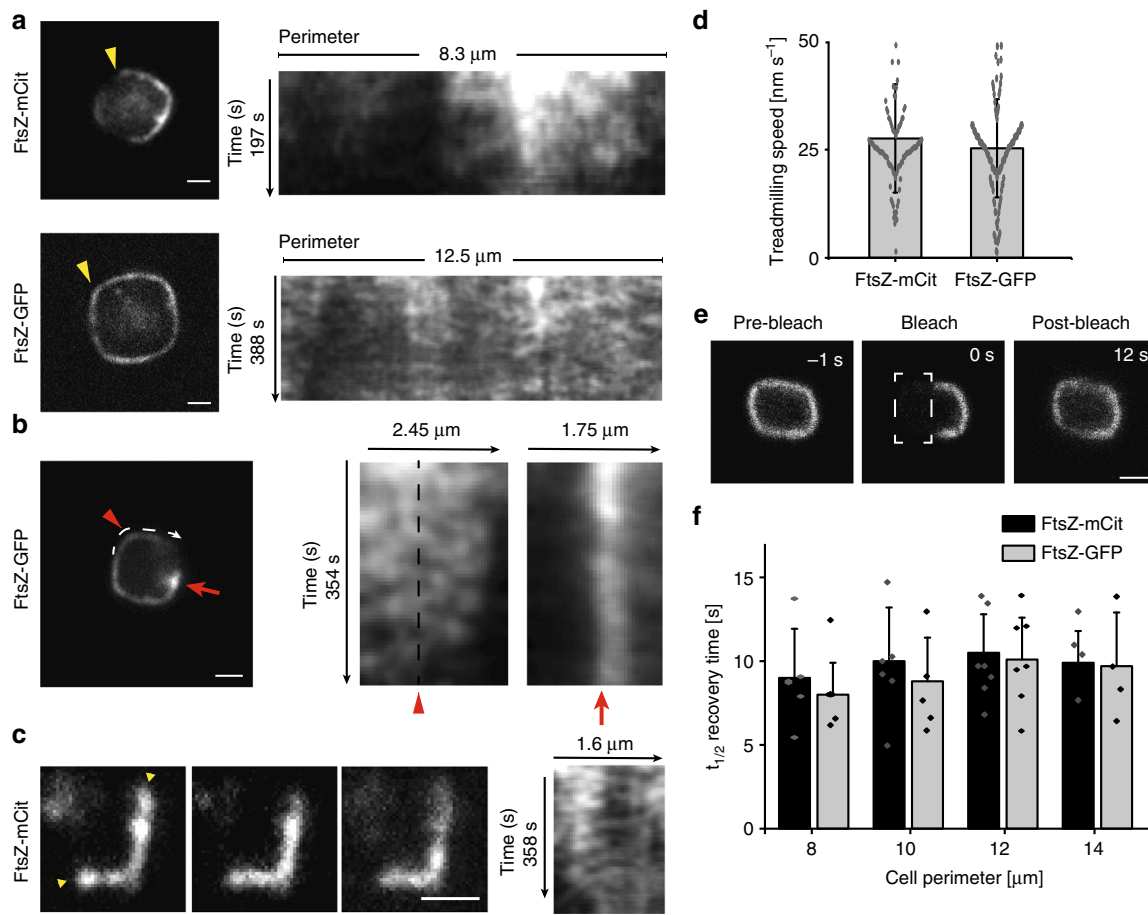 a
FtsZ-mCit
Perimeter
8.3 μm
Time (s)
197 s
FtsZ-GFP
Perimeter
12.5 μm
Time (s)
388 s
b
FtsZ-GFP
2.45 μm
1.75 μm
Time (s)
354 s
c
FtsZ-mCit
1.6 μm
Time (s)
358 s
d
Treadmilling speed [nm s⁻¹]
50
25
0
FtsZ-mCit
FtsZ-GFP
e
Pre-bleach
Bleach
Post-bleach
–1 s
0 s
12 s
f
FtsZ-mCit
FtsZ-GFP
t1/2 recovery time [s]
15
10
5
0
8
10
12
14
Cell perimeter [μm]